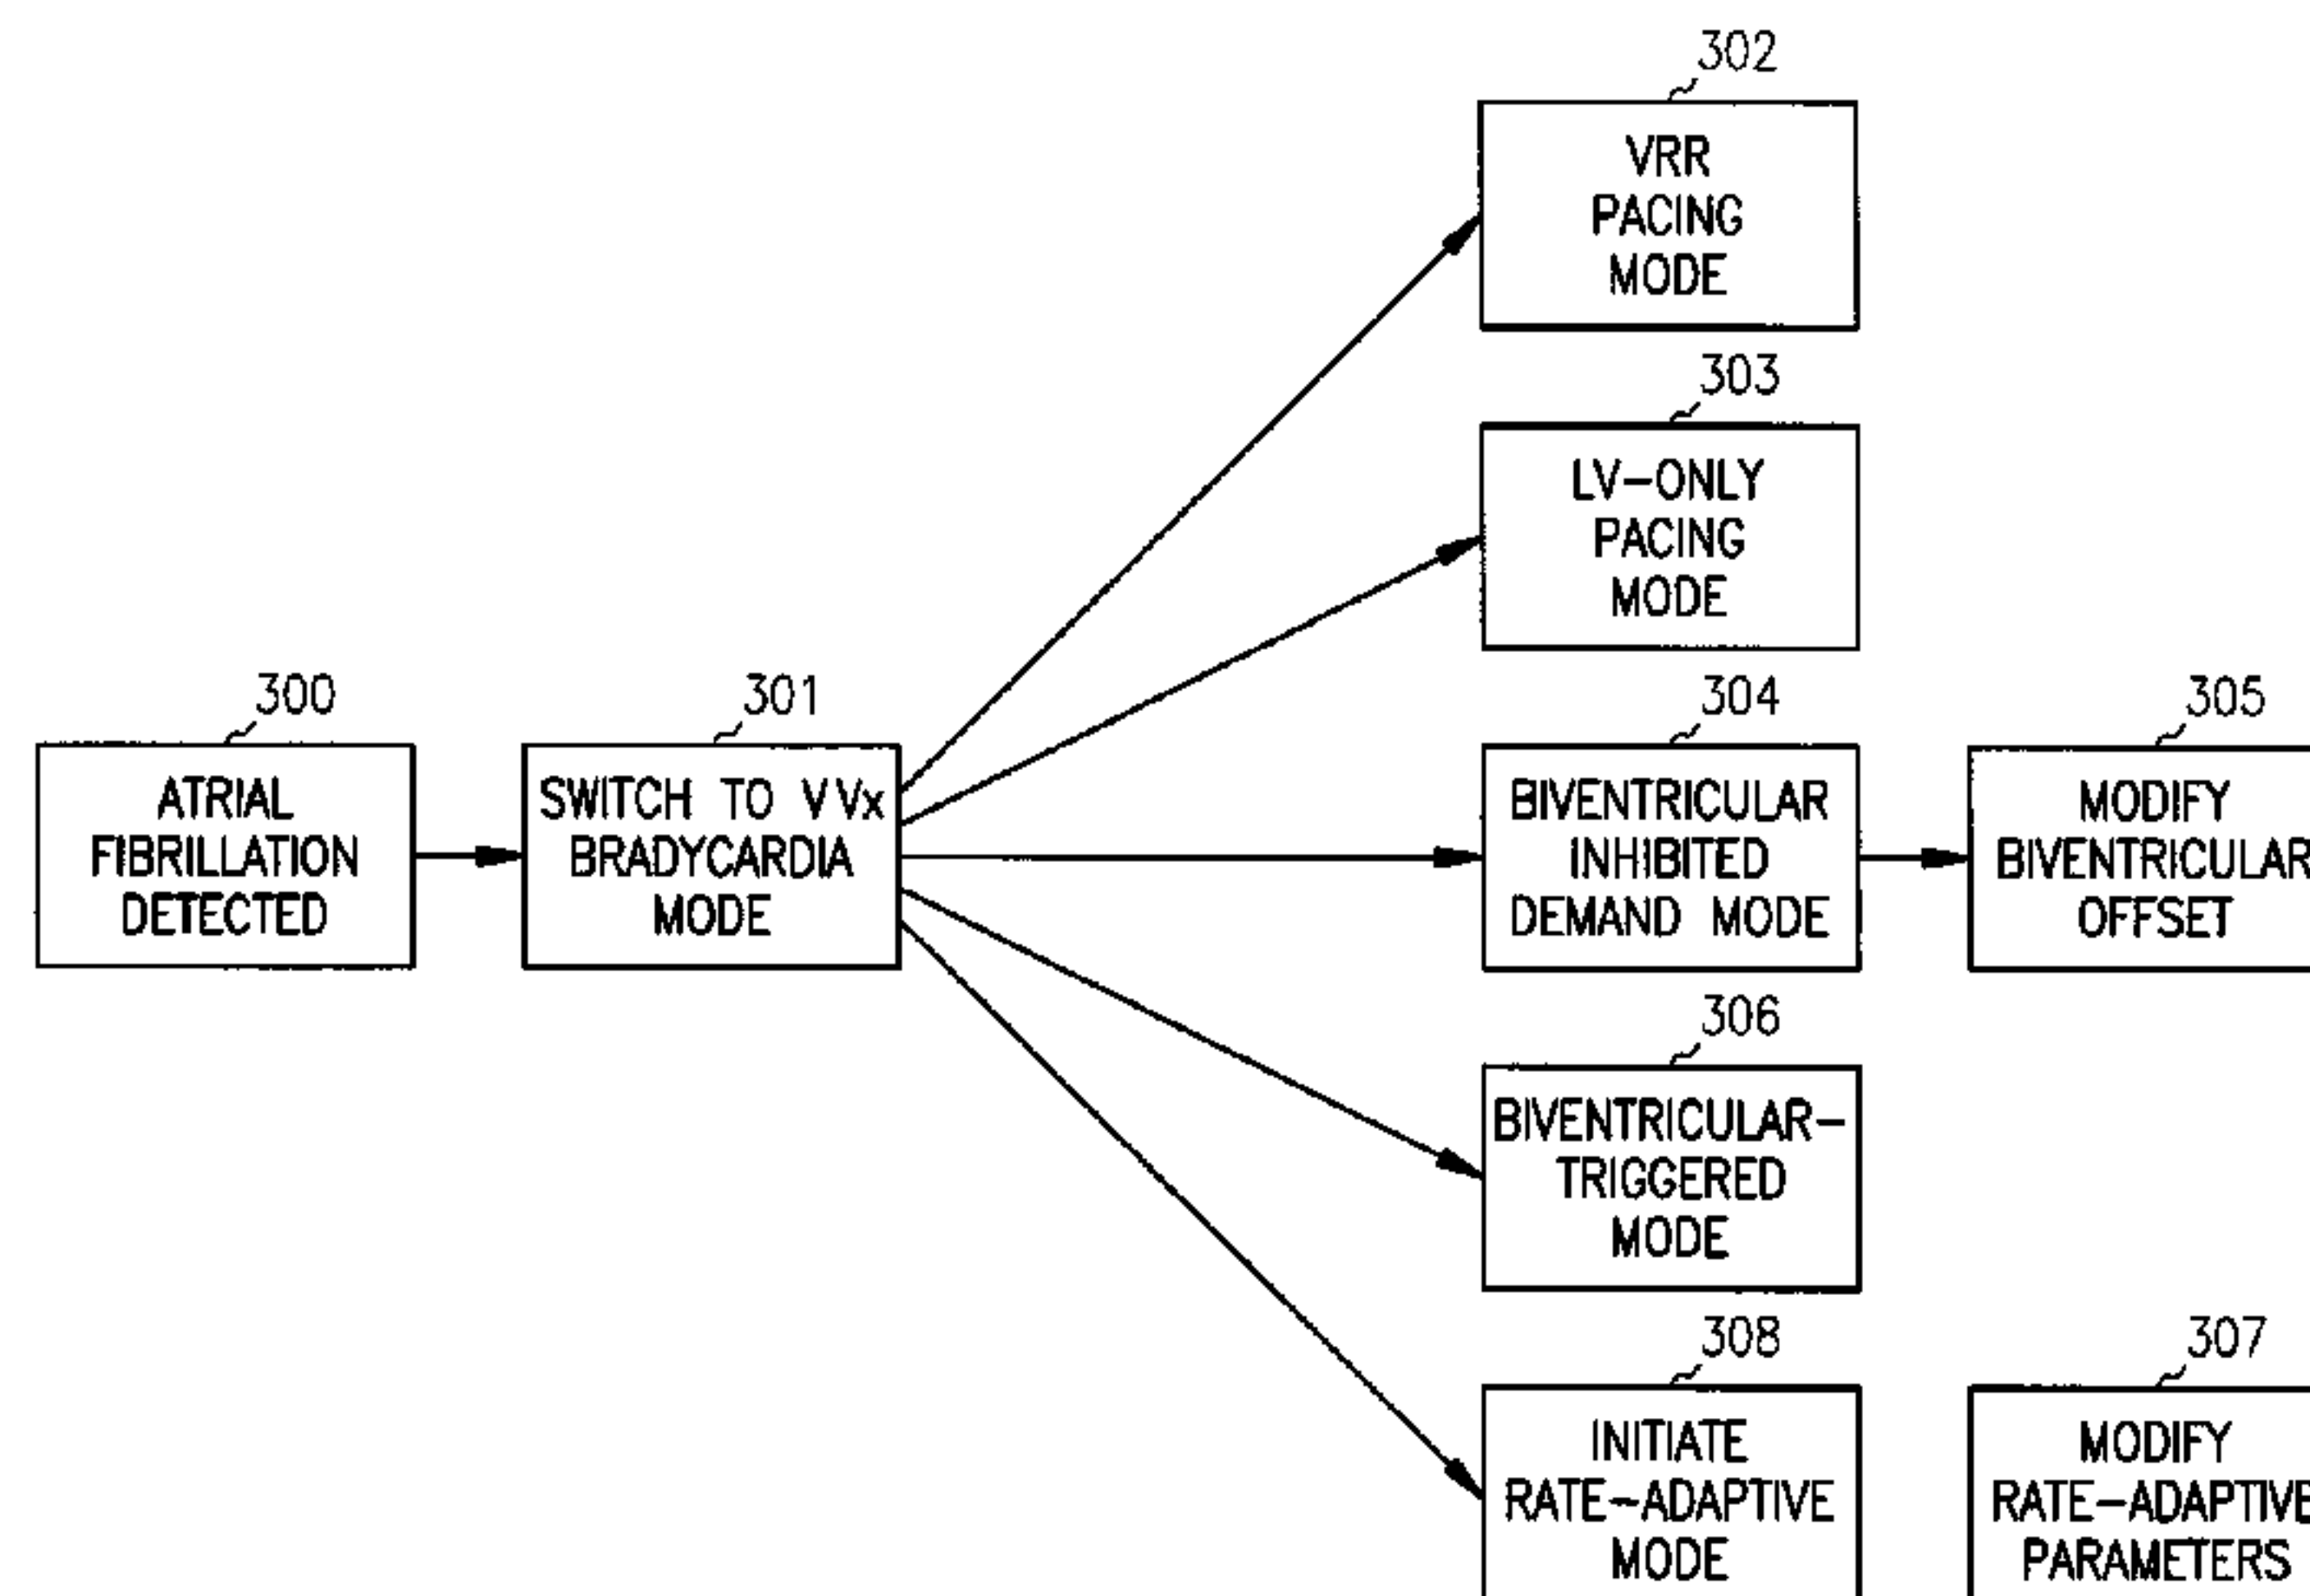 302
VRR
PACING
MODE
303
LV-ONLY
PACING
MODE
300
ATRIAL
FIBRILLATION
DETECTED
301
SWITCH TO VVx
BRADYCARDIA
MODE
304
BIVENTRICULAR
INHIBITED
DEMAND MODE
305
MODIFY
BIVENTRICULAR
OFFSET
306
BIVENTRICULAR-
TRIGGERED
MODE
308
INITIATE
RATE-ADAPTIVE
MODE
307
MODIFY
RATE-ADAPTIVE
PARAMETERS